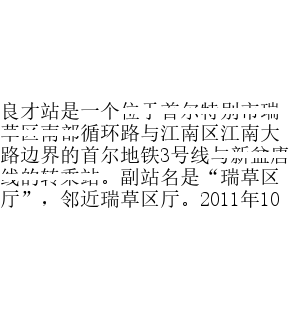 良才站是一个位于首尔特别市瑞
草区南部循环路与江南区江南大
路边界的首尔地铁3号线与新盆唐
线的转乘站。副站名是“瑞草区
厅”，邻近瑞草区厅。2011年10